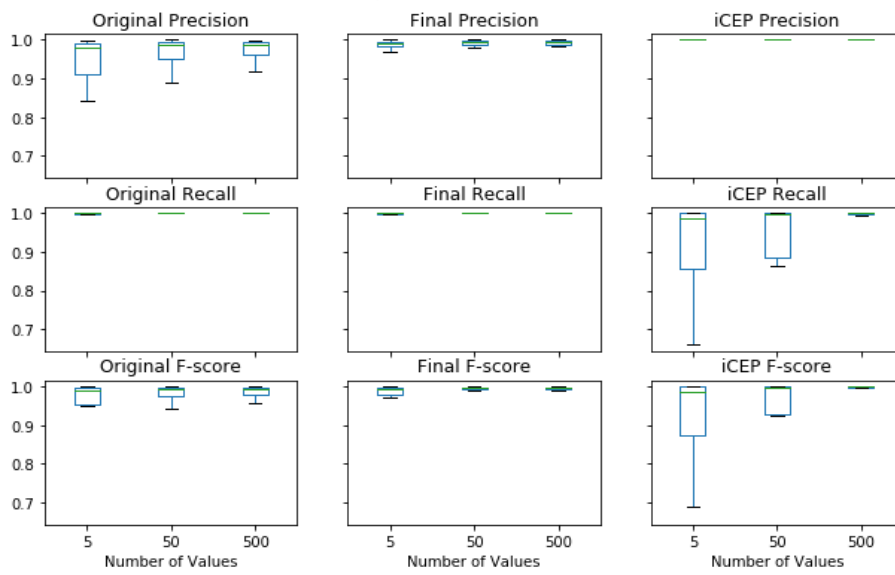 Original Precision
Final Precision
iCEP Precision
1.0
0.9
0.8
0.7
Original Recall
Final Recall
iCEP Recall
1.0
0.9
0.8
0.7
Original F-score
Final F-score
iCEP F-score
1.0
0.9
0.8
0.7
5 50 500
5 50 500
5 50 500
Number of Values
Number of Values
Number of Values